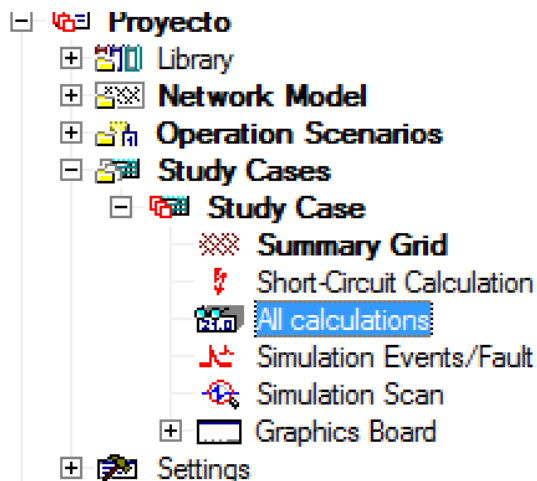 Proyecto
Library
Network Model
Operation Scenarios
Study Cases
Study Case
Summary Grid
Short-Circuit Calculation
All calculations
Simulation Events/Fault
Simulation Scan
Graphics Board
Settings